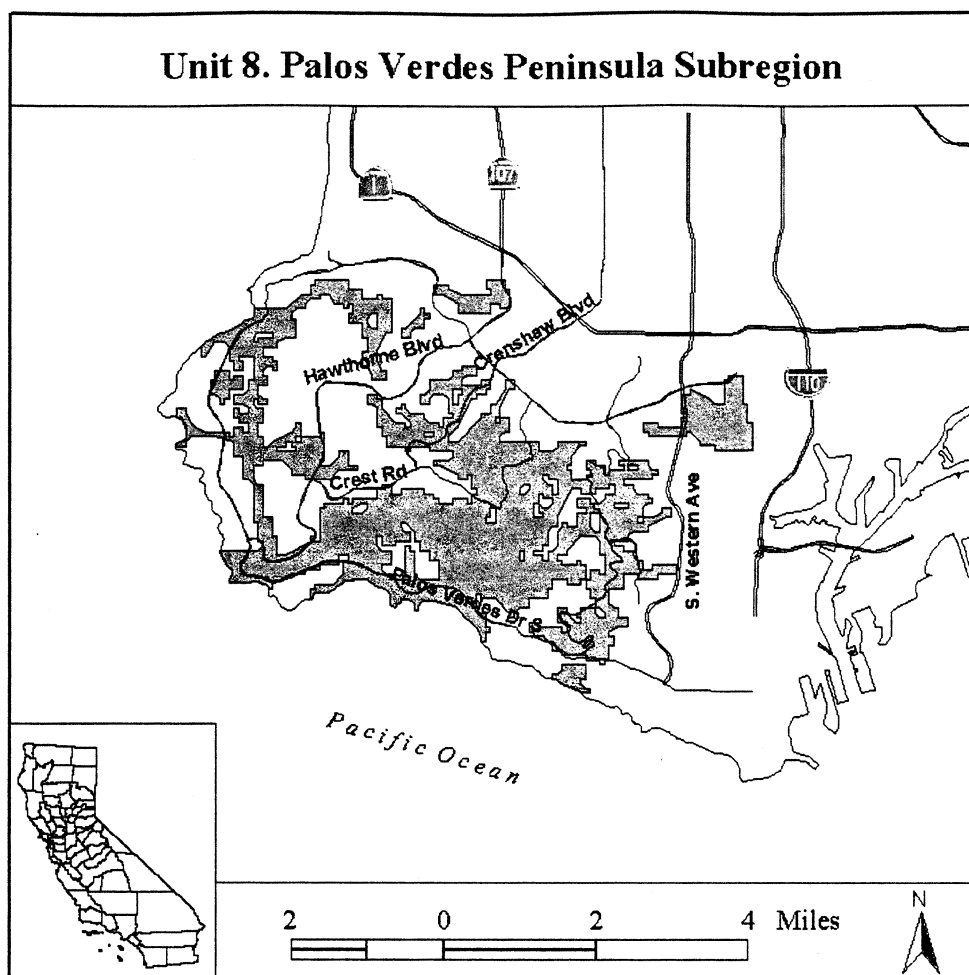 Unit 8. Palos Verdes Peninsula Subregion
1
107
Hawthorne Blvd
Crenshaw Blvd
110
Crest Rd
S. Western Ave
Palos Verdes Dr S
Pacific Ocean
N
2 0 2 4 Miles